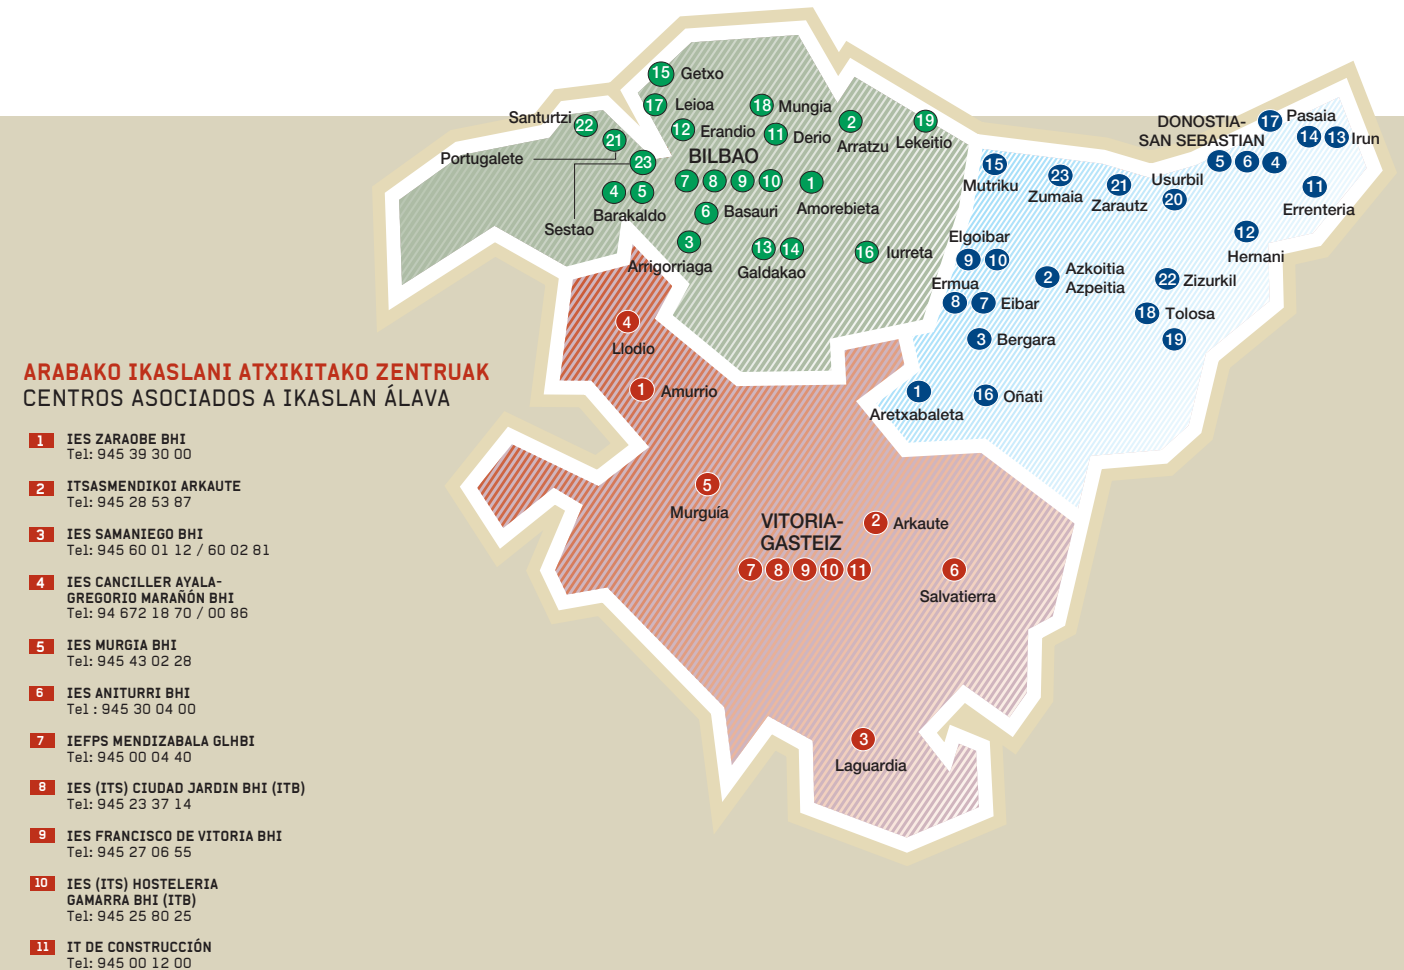 15 Getxo
17 Leioa
18 Mungia
Santurtzi 22
12 Erandio
11 Derio
2
Arratzu
19
Lekeitio
21
Portugalete
BILBAO
23
7 8 9 10
1
Amorebieta
4 5
Barakaldo
6 Basauri
Sestao
3
Arrigorriaga
13 14
Galdakao
16 Iurreta
DONOSTIA-
SAN SEBASTIAN
17 Pasaia
14 13 Irun
5 6 4
15
Mutriku
23
Zumaia
21
Zarautz
Usurbil
20
11
Errenteria
12
Hernani
Elgoibar
9 10
2 Azkoitia
Azpeitia
22 Zizurkil
Ermua
8 7 Eibar
18 Tolosa
19
3 Bergara
1
Aretxabaleta
16 Oñati
4
Llodio
1 Amurrio
5
Murguía
VITORIA-
GASTEIZ
2 Arkaute
7 8 9 10 11
6
Salvatierra
3
Laguardia
ARABAKO IKASLANI ATXIKITAKO ZENTRUAK
CENTROS ASOCIADOS A IKASLAN ÁLAVA
1 IES ZARAOBE BHI
Tel: 945 39 30 00
2 ITSASMENDIKOI ARKAUTE
Tel: 945 28 53 87
3 IES SAMANIEGO BHI
Tel: 945 60 01 12 / 60 02 81
4 IES CANCILLER AYALA-
GREGORIO MARAÑÓN BHI
Tel: 94 672 18 70 / 00 86
5 IES MURGIA BHI
Tel: 945 43 02 28
6 IES ANITURRI BHI
Tel : 945 30 04 00
7 IEFPS MENDIZABALA GLHBI
Tel: 945 00 04 40
8 IES (ITS) CIUDAD JARDIN BHI (ITB)
Tel: 945 23 37 14
9 IES FRANCISCO DE VITORIA BHI
Tel: 945 27 06 55
10 IES (ITS) HOSTELERIA
GAMARRA BHI (ITB)
Tel: 945 25 80 25
11 IT DE CONSTRUCCIÓN
Tel: 945 00 12 00